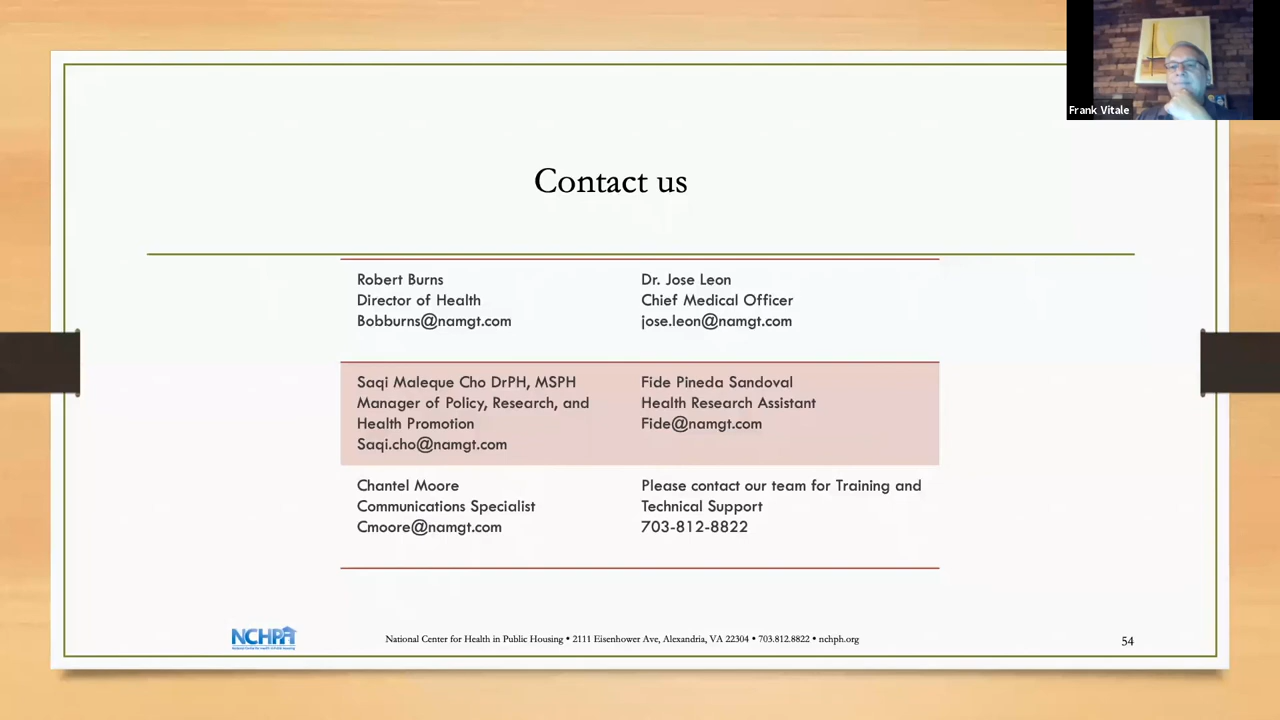 Frank Vitale
Contact us
Robert Burns
Director of Health
Bobburns@namgt.com
Dr. Jose Leon
Chief Medical Officer
jose.leon@namgt.com
Saqi Maleque Cho DrPH, MSPH
Manager of Policy, Research, and
Health Promotion
Saqi.cho@namgt.com
Fide Pineda Sandoval
Health Research Assistant
Fide@namgt.com
Chantel Moore
Communications Specialist
Cmoore@namgt.com
Please contact our team for Training and
Technical Support
703-812-8822
NCHPH
National Center for Health in Public Housing • 2111 Eisenhower Ave, Alexandria, VA 22304 • 703.812.8822 • nchph.org
54